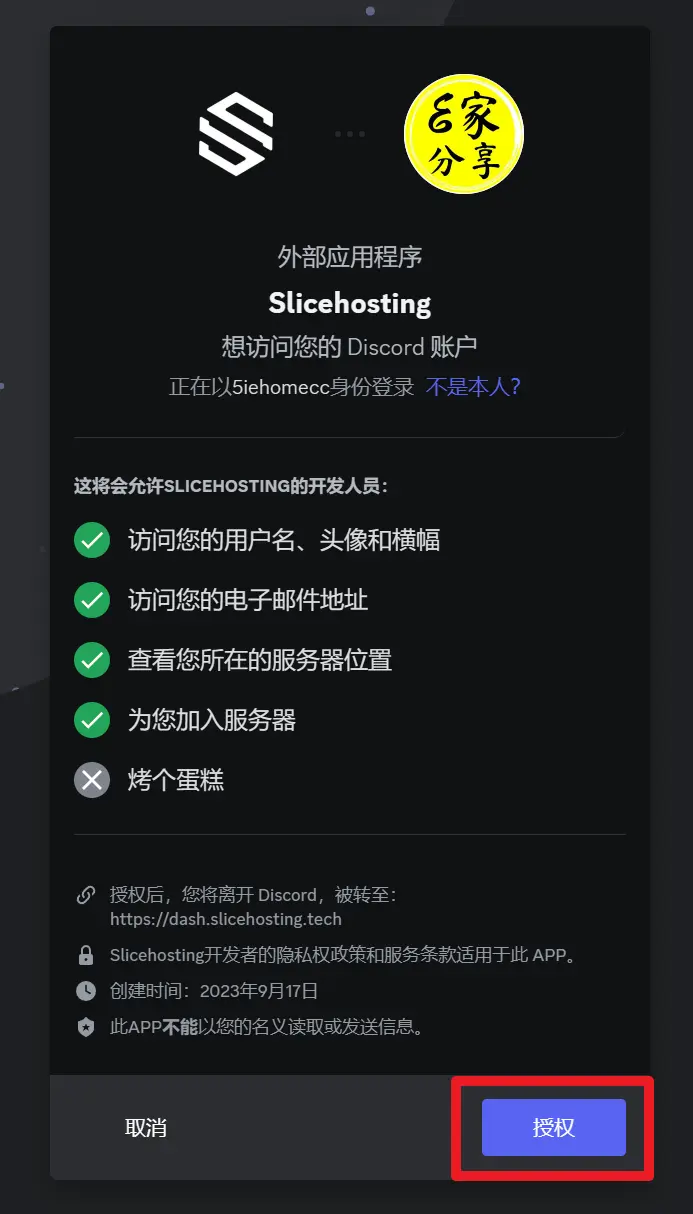 家
分享
外部应用程序
Slicehosting
想访问您的 Discord 账户
正在以5iehomecc身份登录 不是本人?
这将会允许SLICEHOSTING的开发人员：
访问您的用户名、头像和横幅
访问您的电子邮件地址
查看您所在的服务器位置
为您加入服务器
烤个蛋糕
授权后，您将离开 Discord，被转至：
https://dash.slicehosting.tech
Slicehosting开发者的隐私权政策和服务条款适用于此 APP。
创建时间：2023年9月17日
此APP不能以您的名义读取或发送信息。
取消
授权